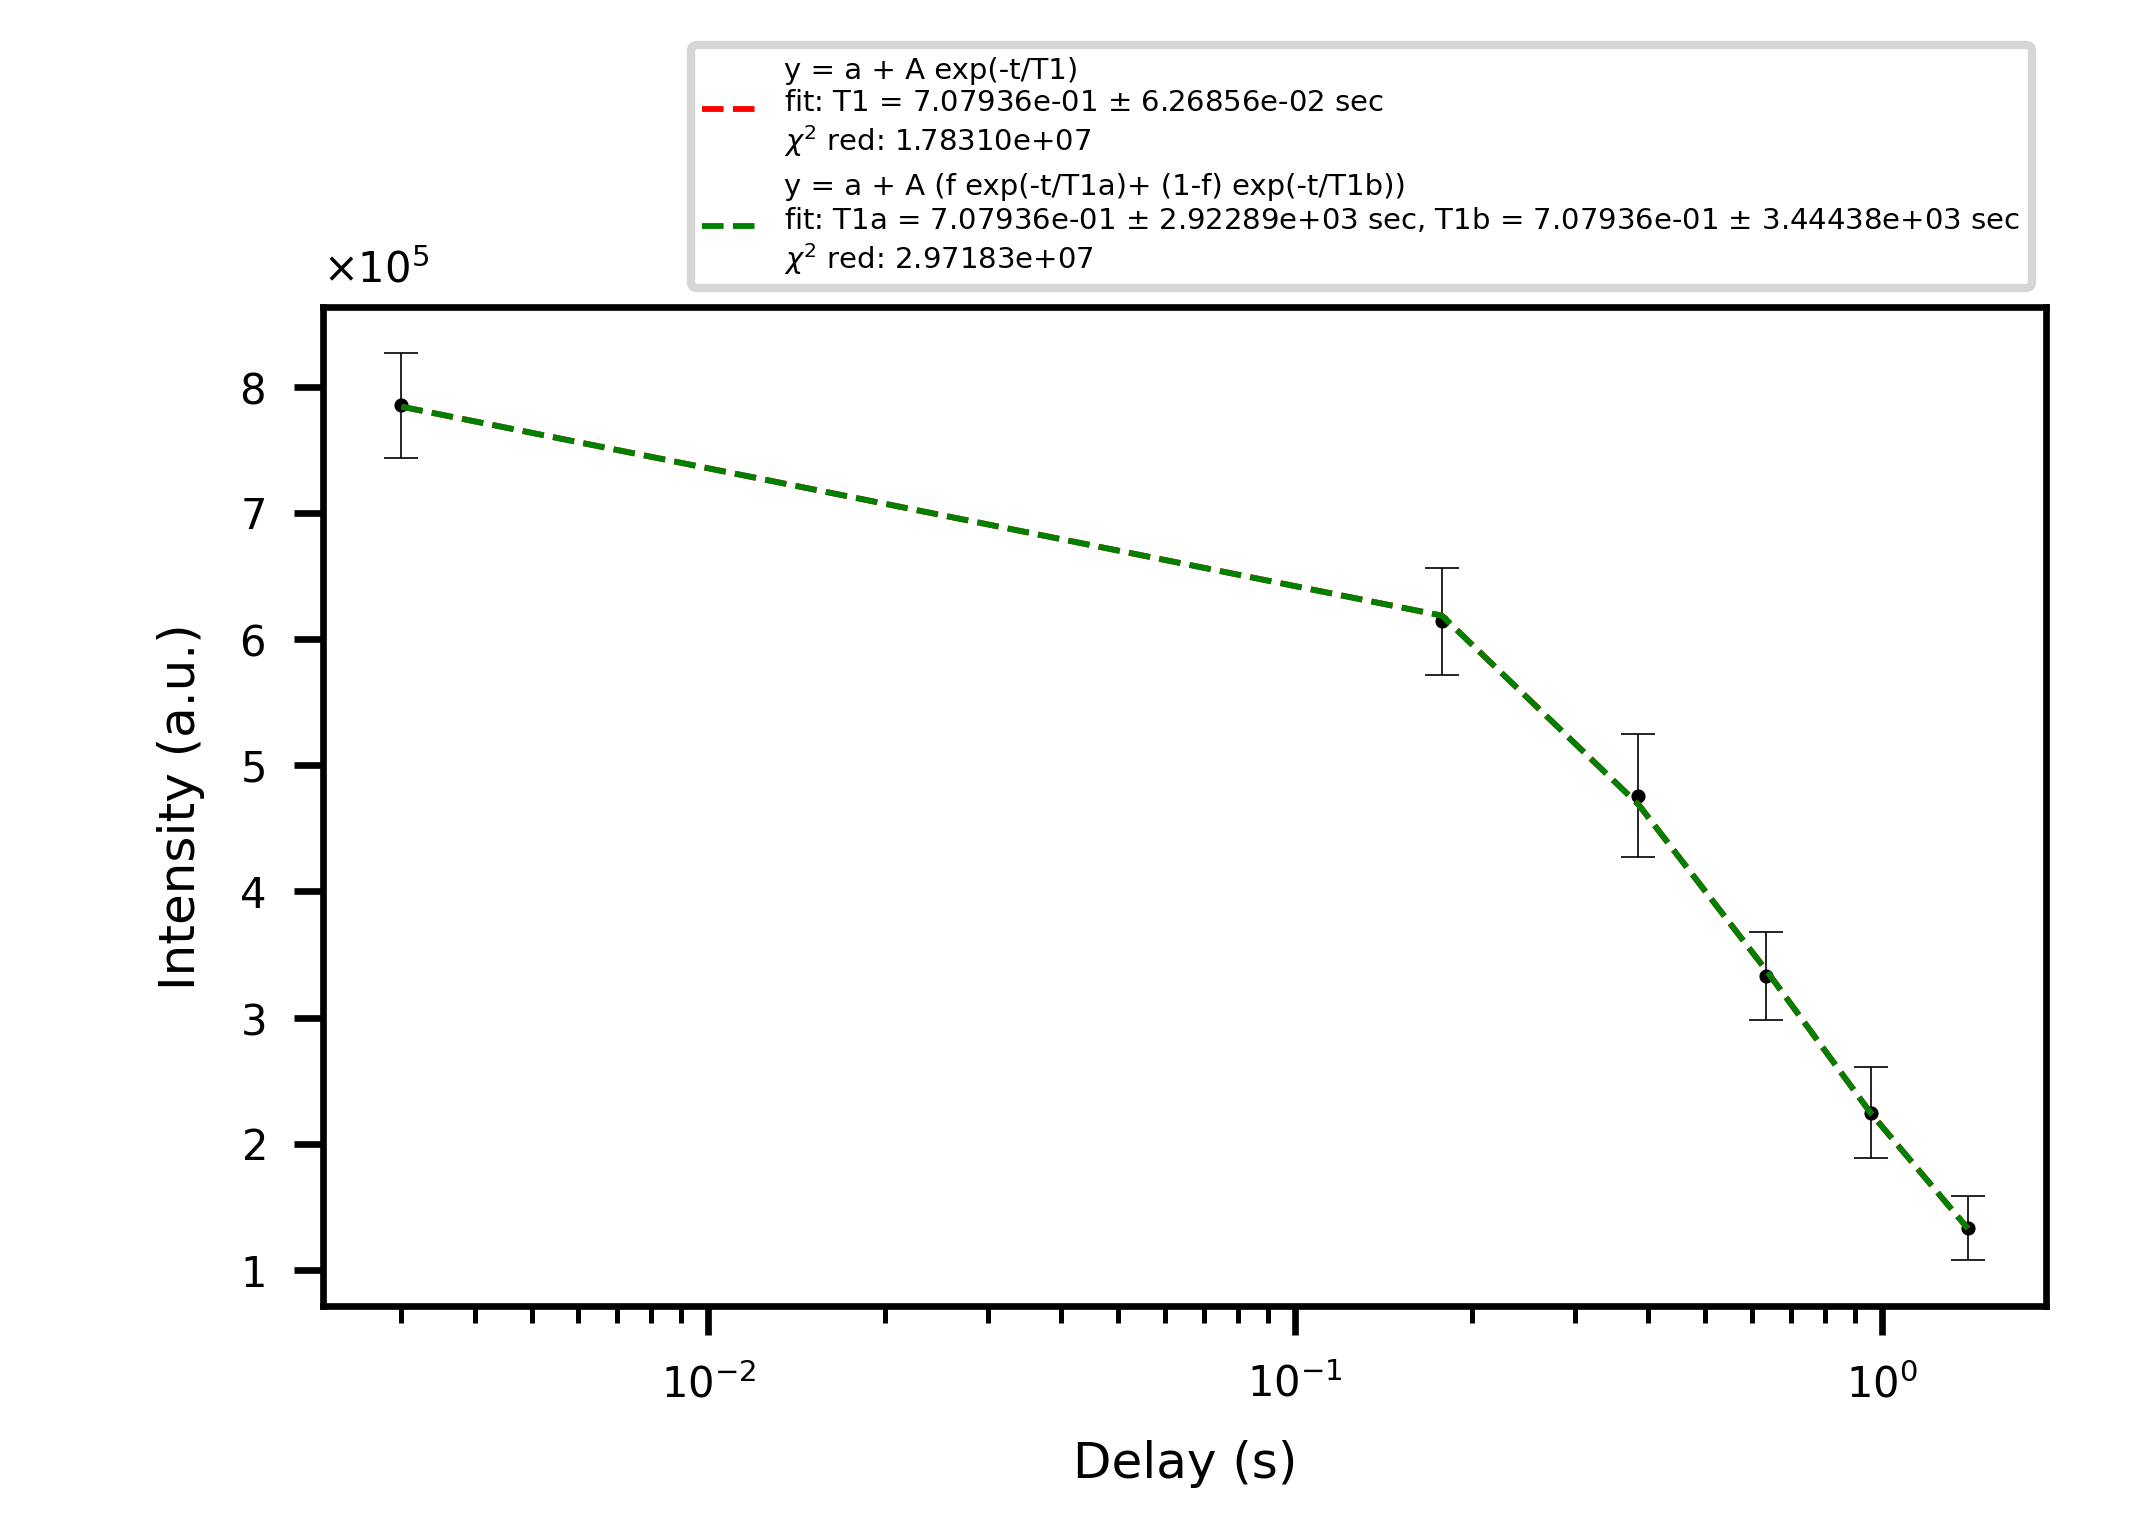 y = a + A exp(-t/T1)
fit: T1 = 7.07936e-01 ± 6.26856e-02 sec
χ² red: 1.78310e+07
y = a + A (f exp(-t/T1a)+ (1-f) exp(-t/T1b))
fit: T1a = 7.07936e-01 ± 2.92289e+03 sec, T1b = 7.07936e-01 ± 3.44438e+03 sec
χ² red: 2.97183e+07
×10⁵
8
7
6
5
4
3
2
1
Intensity (a.u.)
10⁻² 10⁻¹ 10⁰
Delay (s)